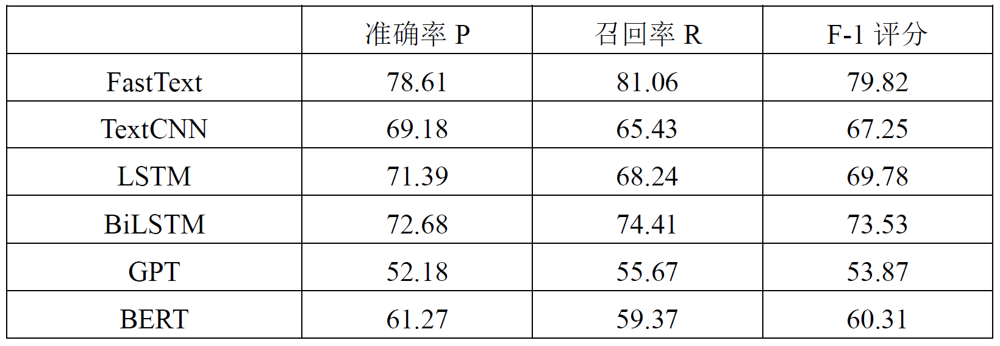 准确率 P 召回率 R F-1 评分
FastText 78.61 81.06 79.82
TextCNN 69.18 65.43 67.25
LSTM 71.39 68.24 69.78
BiLSTM 72.68 74.41 73.53
GPT 52.18 55.67 53.87
BERT 61.27 59.37 60.31